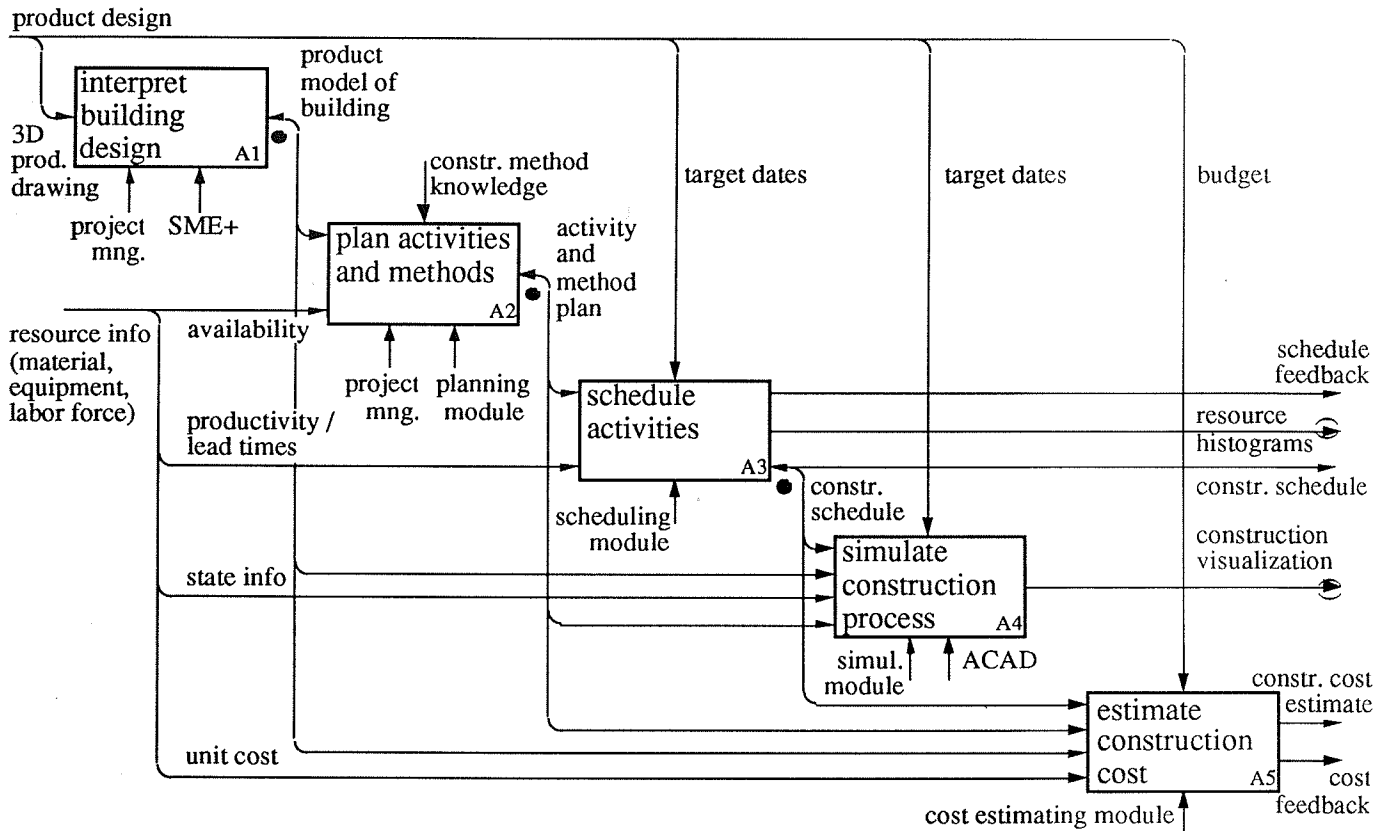 product design
interpret
building
design
A1
product
model of
building
3D
prod.
drawing
project
mng.
SME+
constr. method
knowledge
target dates
target dates
budget
plan activities
and methods
A2
activity
and
method
plan
resource info
(material,
equipment,
labor force)
availability
project
mng.
planning
module
schedule
feedback
schedule
activities
A3
productivity /
lead times
resource
histograms
constr. schedule
constr.
schedule
scheduling
module
construction
visualization
simulate
construction
process
A4
state info
simul.
module
ACAD
constr. cost
estimate
estimate
construction
cost
A5
unit cost
cost
feedback
cost estimating module